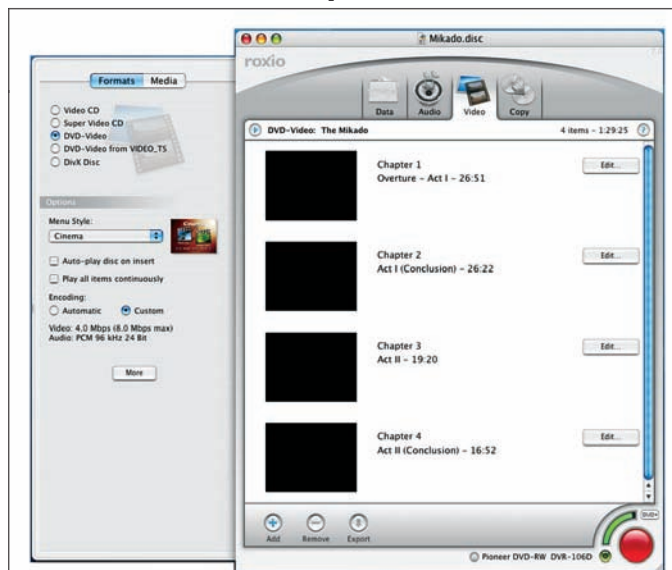 Formats Media
Video CD
Super Video CD
DVD-Video
DVD-Video from VIDEO_TS
DivX Disc
Options
Menu Style:
Cinema
Auto-play disc on insert
Play all items continuously
Encoding:
Automatic Custom
Video: 4.0 Mbps (8.0 Mbps max)
Audio: PCM 96 kHz 24 Bit
More
Mikado.disc
roxio
Data Audio Video Copy
DVD-Video: The Mikado 4 items - 1:29:25
Chapter 1 Edit...
Overture - Act I - 26:51
Chapter 2 Edit...
Act I (Conclusion) - 26:22
Chapter 3 Edit...
Act II - 19:20
Chapter 4 Edit...
Act II (Conclusion) - 16:52
Add Remove Export
Pioneer DVD-RW DVR-106D